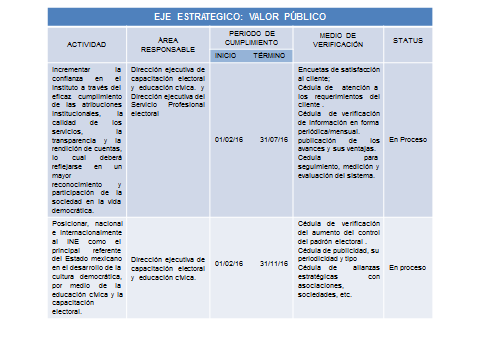 EJE ESTRATEGICO: VALOR PÚBLICO
ACTIVIDAD
ÁREA
RESPONSABLE
PERIODO DE
CUMPLIMIENTO
INICIO TÉRMINO
MEDIO DE
VERIFICACIÓN
STATUS
Incrementar la
confianza en el
Instituto a través del
eficaz cumplimiento
de las atribuciones
institucionales, la
calidad de los
servicios, la
transparencia y la
rendición de cuentas,
lo cual deberá
reflejarse en un
mayor
reconocimiento y
participación de la
sociedad en la vida
democrática.
Dirección ejecutiva de
capacitación electoral
y educación cívica. y
Dirección ejecutiva del
Servicio Profesional
electoral
01/02/16 31/07/16
Encuetas de satisfacción
al cliente;
Cédula de atención a
los requerimientos del
cliente .
Cédula de verificación
de información en forma
periódica/mensual.
publicación de los
avances y sus ventajas.
Cedula para
seguimiento, medición y
evaluación del sistema.
En Proceso
Posicionar, nacional
e internacionalmente
al INE como el
principal referente
del Estado mexicano
en el desarrollo de la
cultura democrática,
por medio de la
educación cívica y la
capacitación
electoral.
Dirección ejecutiva de
capacitación electoral
y educación cívica.
01/02/16 31/11/16
Cédula de verificación
del aumento del control
del padrón electoral .
Cédula de publicidad, su
periodicidad y tipo
Cédula de alianzas
estratégicas con
asociaciones,
sociedades, etc.
En proceso